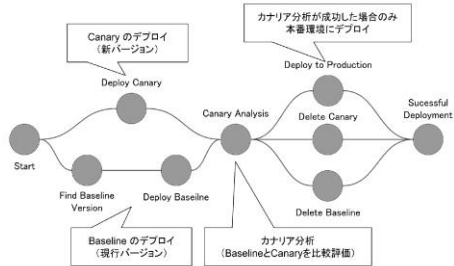 Canary のデプロイ
（新バージョン）
カナリア分析が成功した場合のみ
本番環境にデプロイ
Deploy Canary
Deploy to Production
Canary Analysis
Delete Canary
Sucessful
Deployment
Start
Find Baseline
Version
Deploy Baseilne
Delete Baseline
Baseline のデプロイ
（現行バージョン）
カナリア分析
（BaselineとCanaryを比較評価）